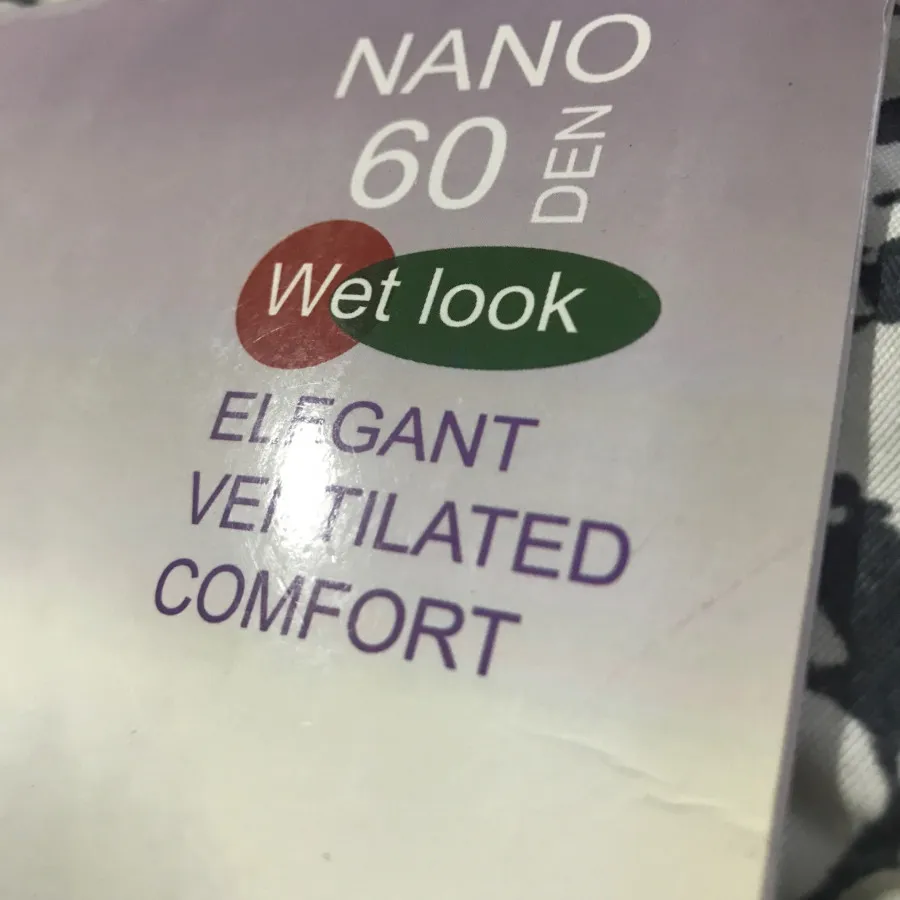 NANO
60 DEN
Wet look
ELEGANT
VENTILATED
COMFORT